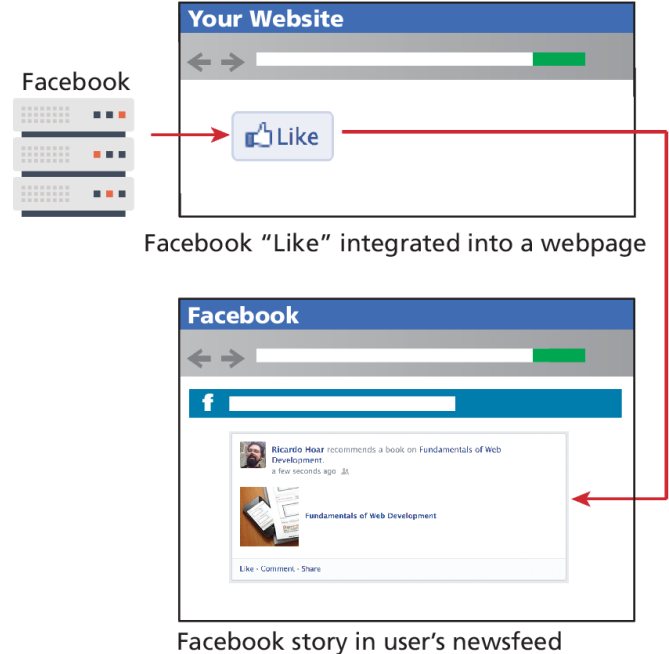 Your Website
Facebook
Like
Facebook “Like” integrated into a webpage
Facebook
f
Ricardo Hoar recommends a book on Fundamentals of Web
Development.
a few seconds ago
Fundamentals of Web Development
Like · Comment · Share
Facebook story in user’s newsfeed